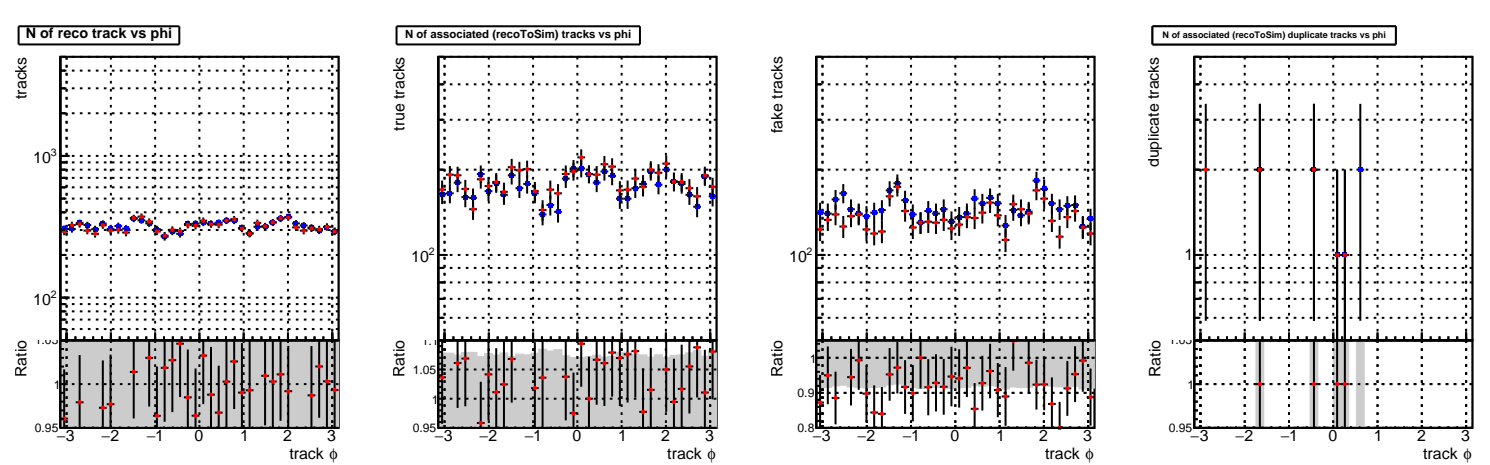 N of reco track vs phi
tracks
10³
10²
Ratio
1
0.95
−3 −2 −1 0 1 2 3
track ϕ
N of associated (recoToSim) tracks vs phi
true tracks
10²
Ratio
1.05
1
0.95
−3 −2 −1 0 1 2 3
track ϕ
fake tracks
10²
Ratio
1
0.9
0.8
−3 −2 −1 0 1 2 3
track ϕ
N of associated (recoToSim) duplicate tracks vs phi
duplicate tracks
1
Ratio
1
0.95
−3 −2 −1 0 1 2 3
track ϕ